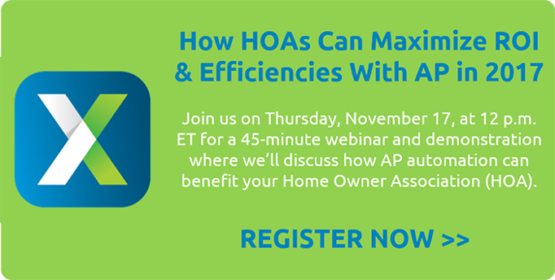 How HOAs Can Maximize ROI
& Efficiencies With AP in 2017
Join us on Thursday, November 17, at 12 p.m.
ET for a 45-minute webinar and demonstration
where we’ll discuss how AP automation can
benefit your Home Owner Association (HOA).
REGISTER NOW >>